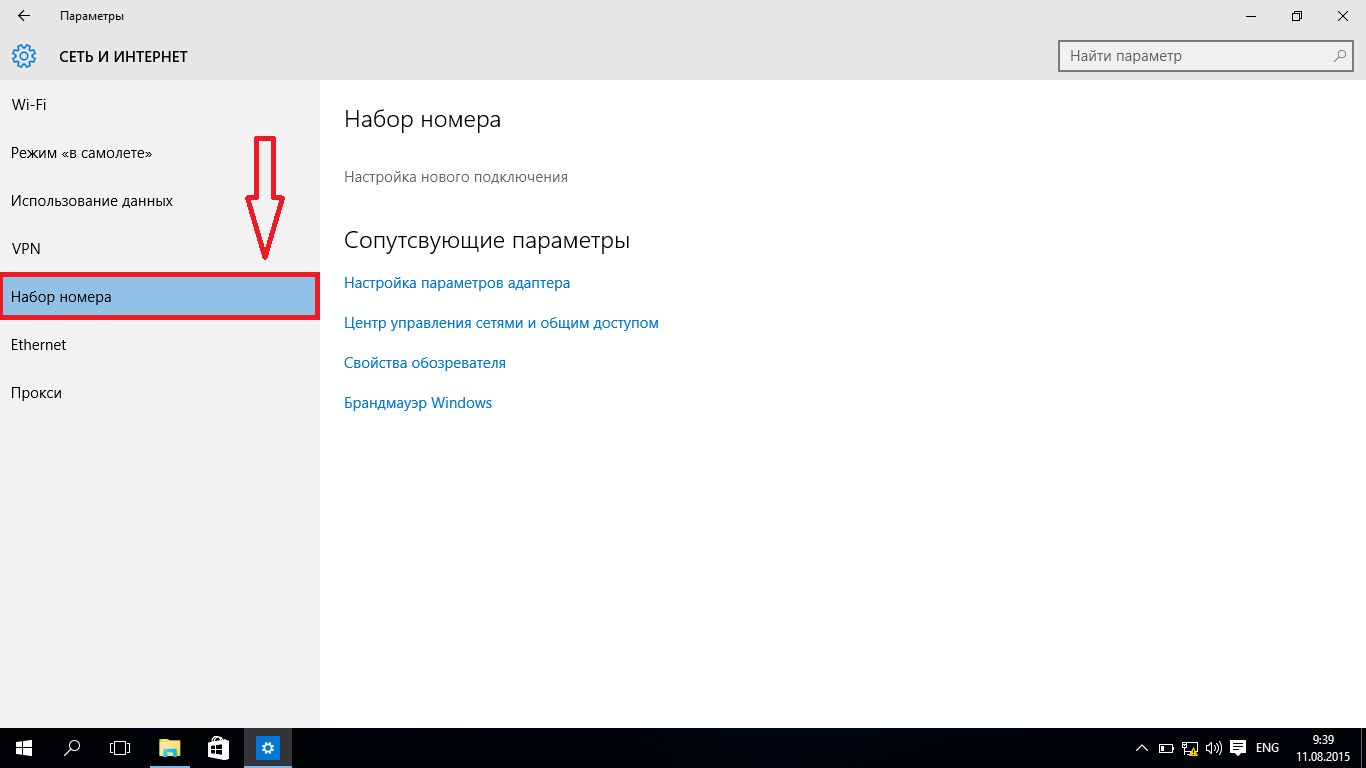 Параметры
СЕТЬ И ИНТЕРНЕТ
Найти параметр
Wi-Fi
Режим «в самолете»
Использование данных
VPN
Набор номера
Ethernet
Прокси
Набор номера
Настройка нового подключения
Сопутсвующие параметры
Настройка параметров адаптера
Центр управления сетями и общим доступом
Свойства обозревателя
Брандмауэр Windows
ENG
9:39
11.08.2015